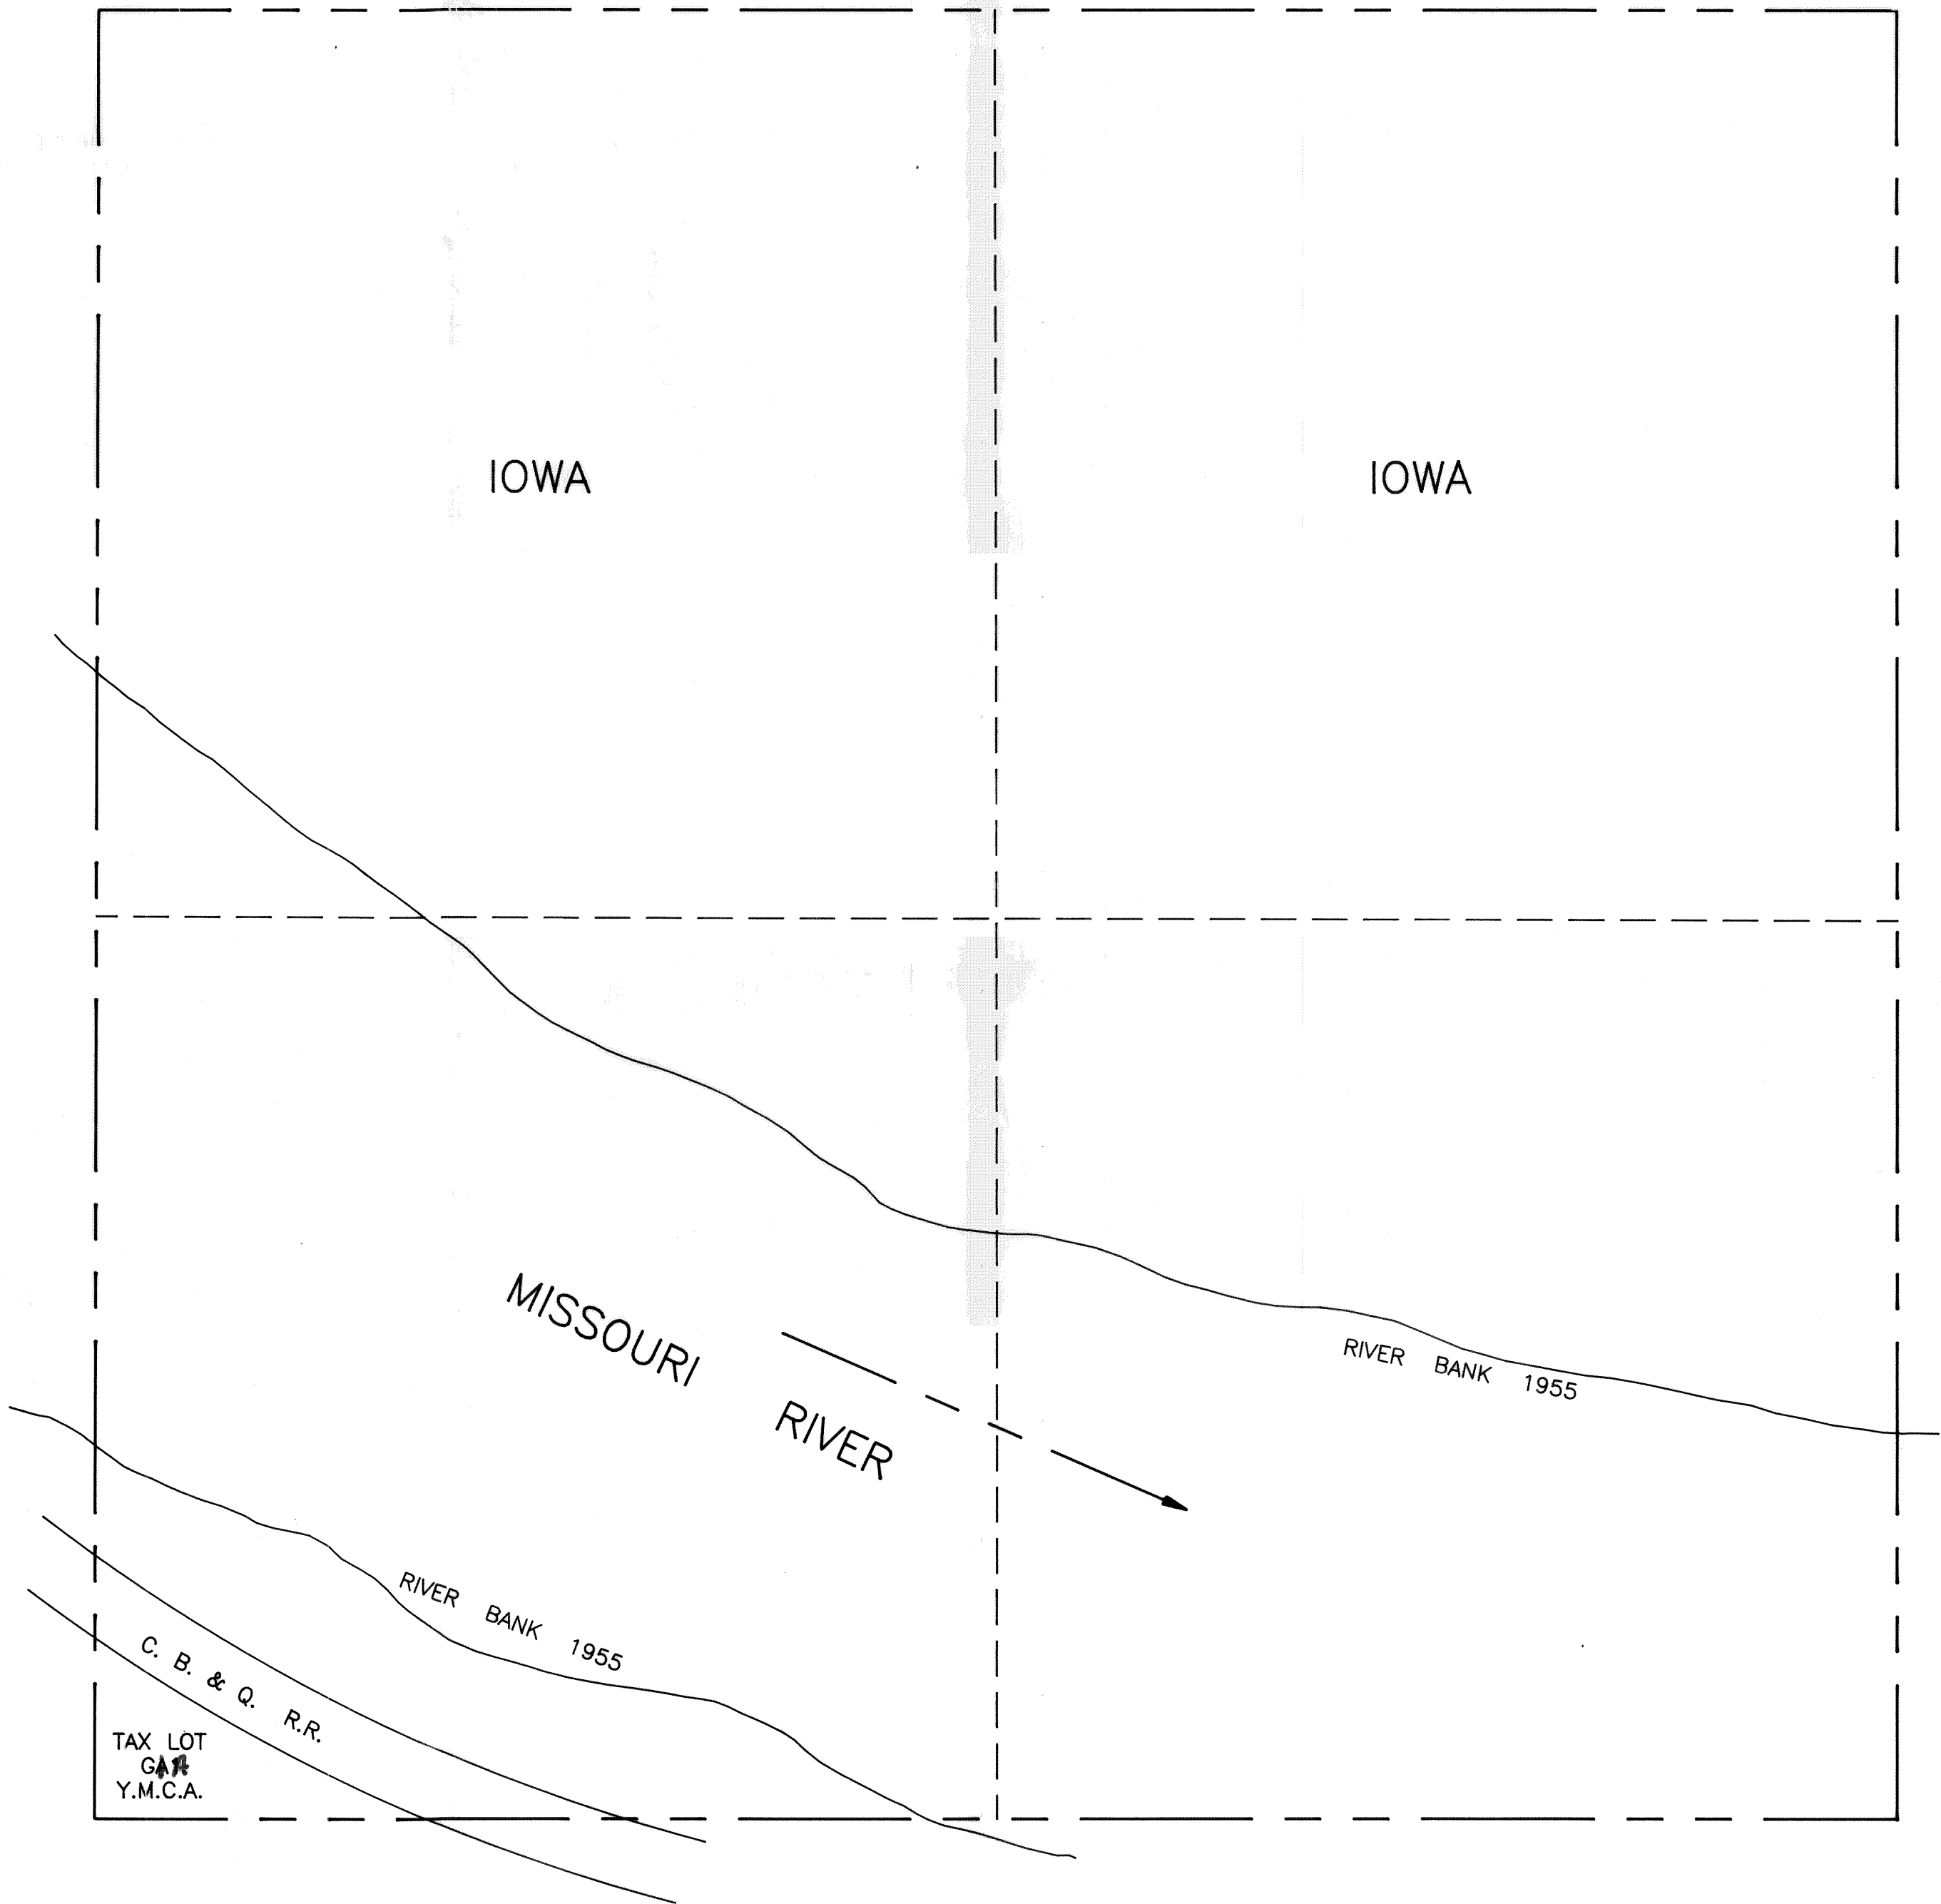 IOWA
IOWA
MISSOURI
RIVER
RIVER BANK 1955
RIVER BANK 1955
C. B. & Q. R.R.
TAX LOT
Y.M.C.A.